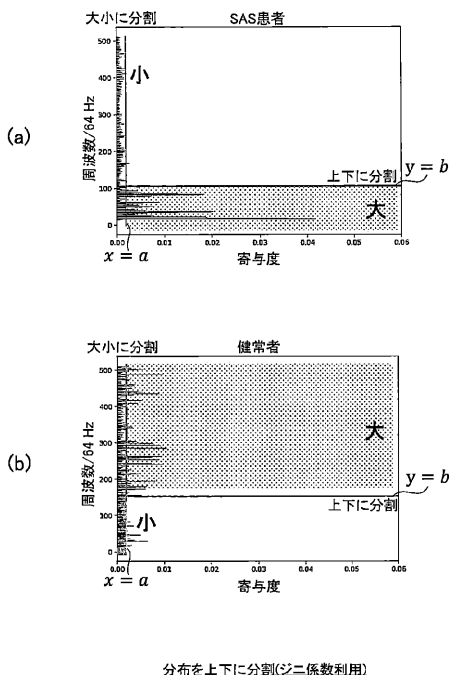 大小に分割 SAS患者
(a)
周波数/64 Hz
500
400
300
200
100
0
小
上下に分割 y = b
大
0.00 0.01 0.02 0.03 0.04 0.05 0.06
x = a 寄与度
大小に分割 健常者
(b)
周波数/64 Hz
500
400
300
200
100
0
大
y = b
上下に分割
小
0.00 0.01 0.02 0.03 0.04 0.05 0.06
x = a 寄与度
分布を上下に分割(ジニ係数利用)